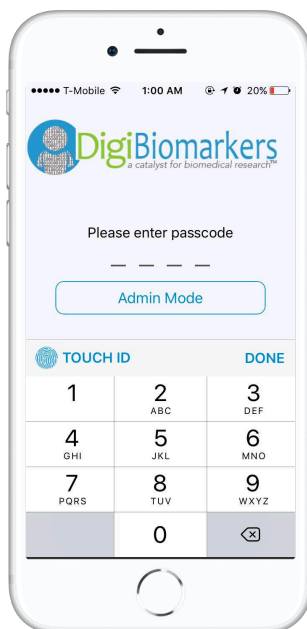 T-Mobile 1:00 AM 20%
DigiBiomarkers
a catalyst for biomedical research™
Please enter passcode
Admin Mode
TOUCH ID DONE
1 2 3
ABC DEF
4 5 6
GHI JKL MNO
7 8 9
PQRS TUV WXYZ
0